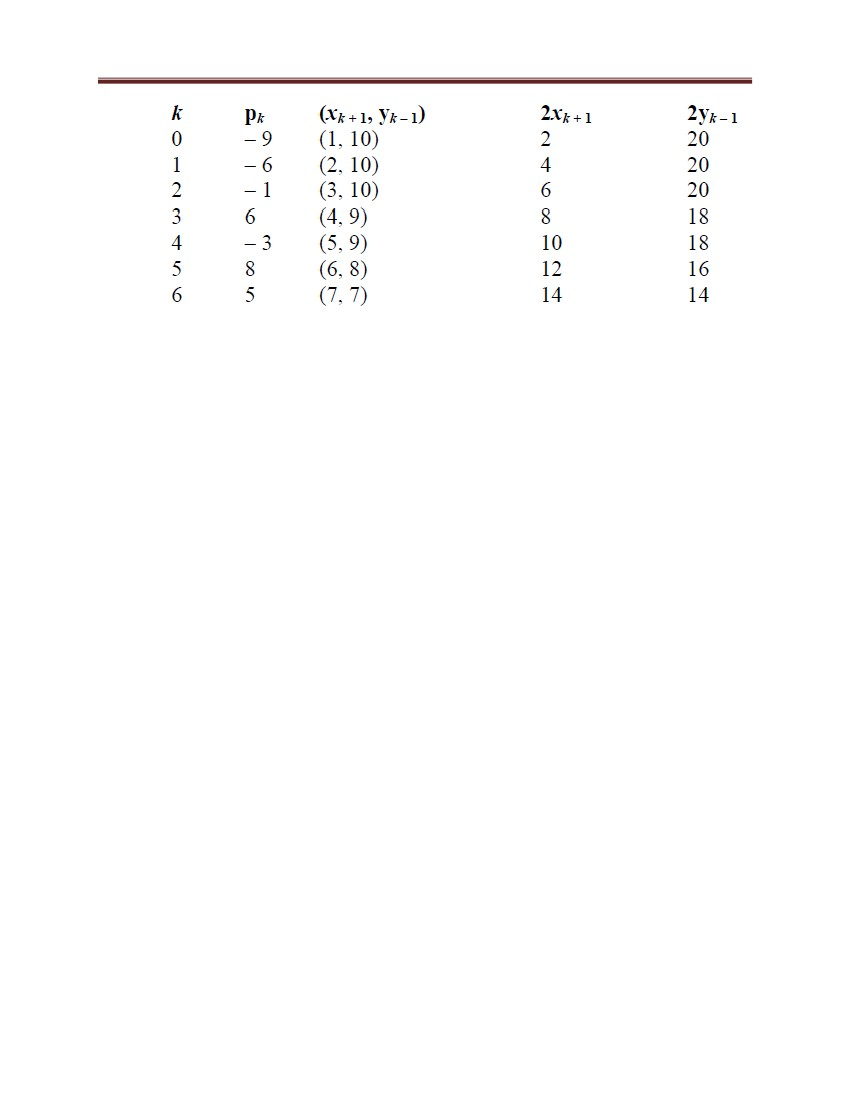 k pk (xk + 1, yk – 1) 2xk + 1 2yk – 1
0 – 9 (1, 10) 2 20
1 – 6 (2, 10) 4 20
2 – 1 (3, 10) 6 20
3 6 (4, 9) 8 18
4 – 3 (5, 9) 10 18
5 8 (6, 8) 12 16
6 5 (7, 7) 14 14